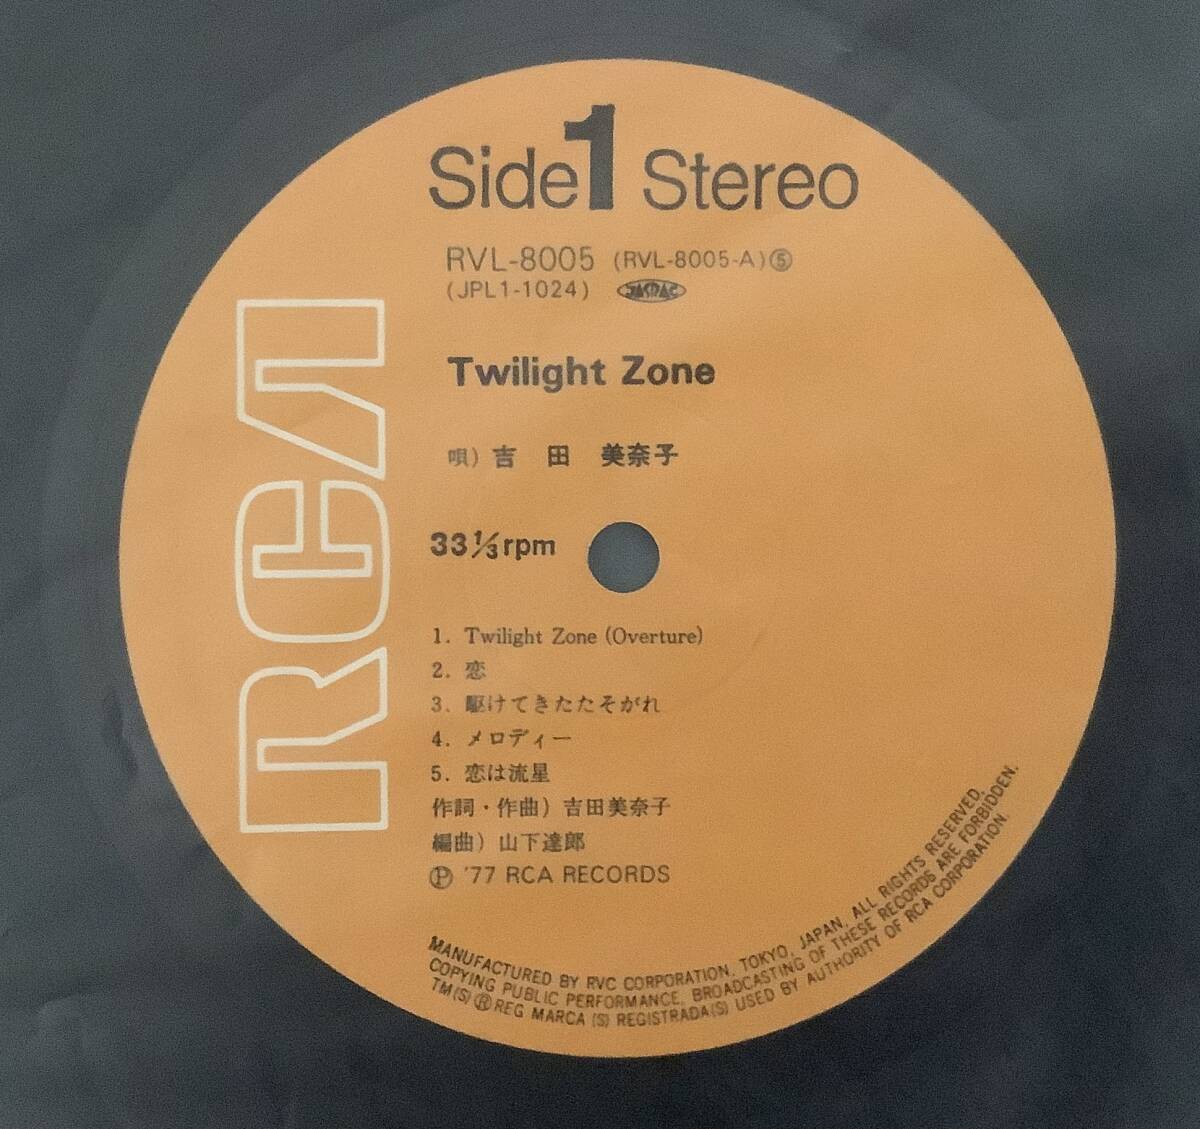 Side 1 Stereo
RVL-8005 (RVL-8005-A)⑤
(JPL1-1024) JASRAC
Twilight Zone
唄) 吉 田 美奈子
33⅓rpm
RCA
1. Twilight Zone (Overture)
2. 恋
3. 駆けてきたたそがれ
4. メロディー
5. 恋は流星
作詞・作曲) 吉田美奈子
編曲) 山下達郎
Ⓟ '77 RCA RECORDS
MANUFACTURED BY RVC CORPORATION, TOKYO, JAPAN, ALL RIGHTS RESERVED,
COPYING PUBLIC PERFORMANCE, BROADCASTING OF THESE RECORDS ARE FORBIDDEN.
TM(S) ® REG MARCA (S) REGISTRADA(S) USED BY AUTHORITY OF RCA CORPORATION.